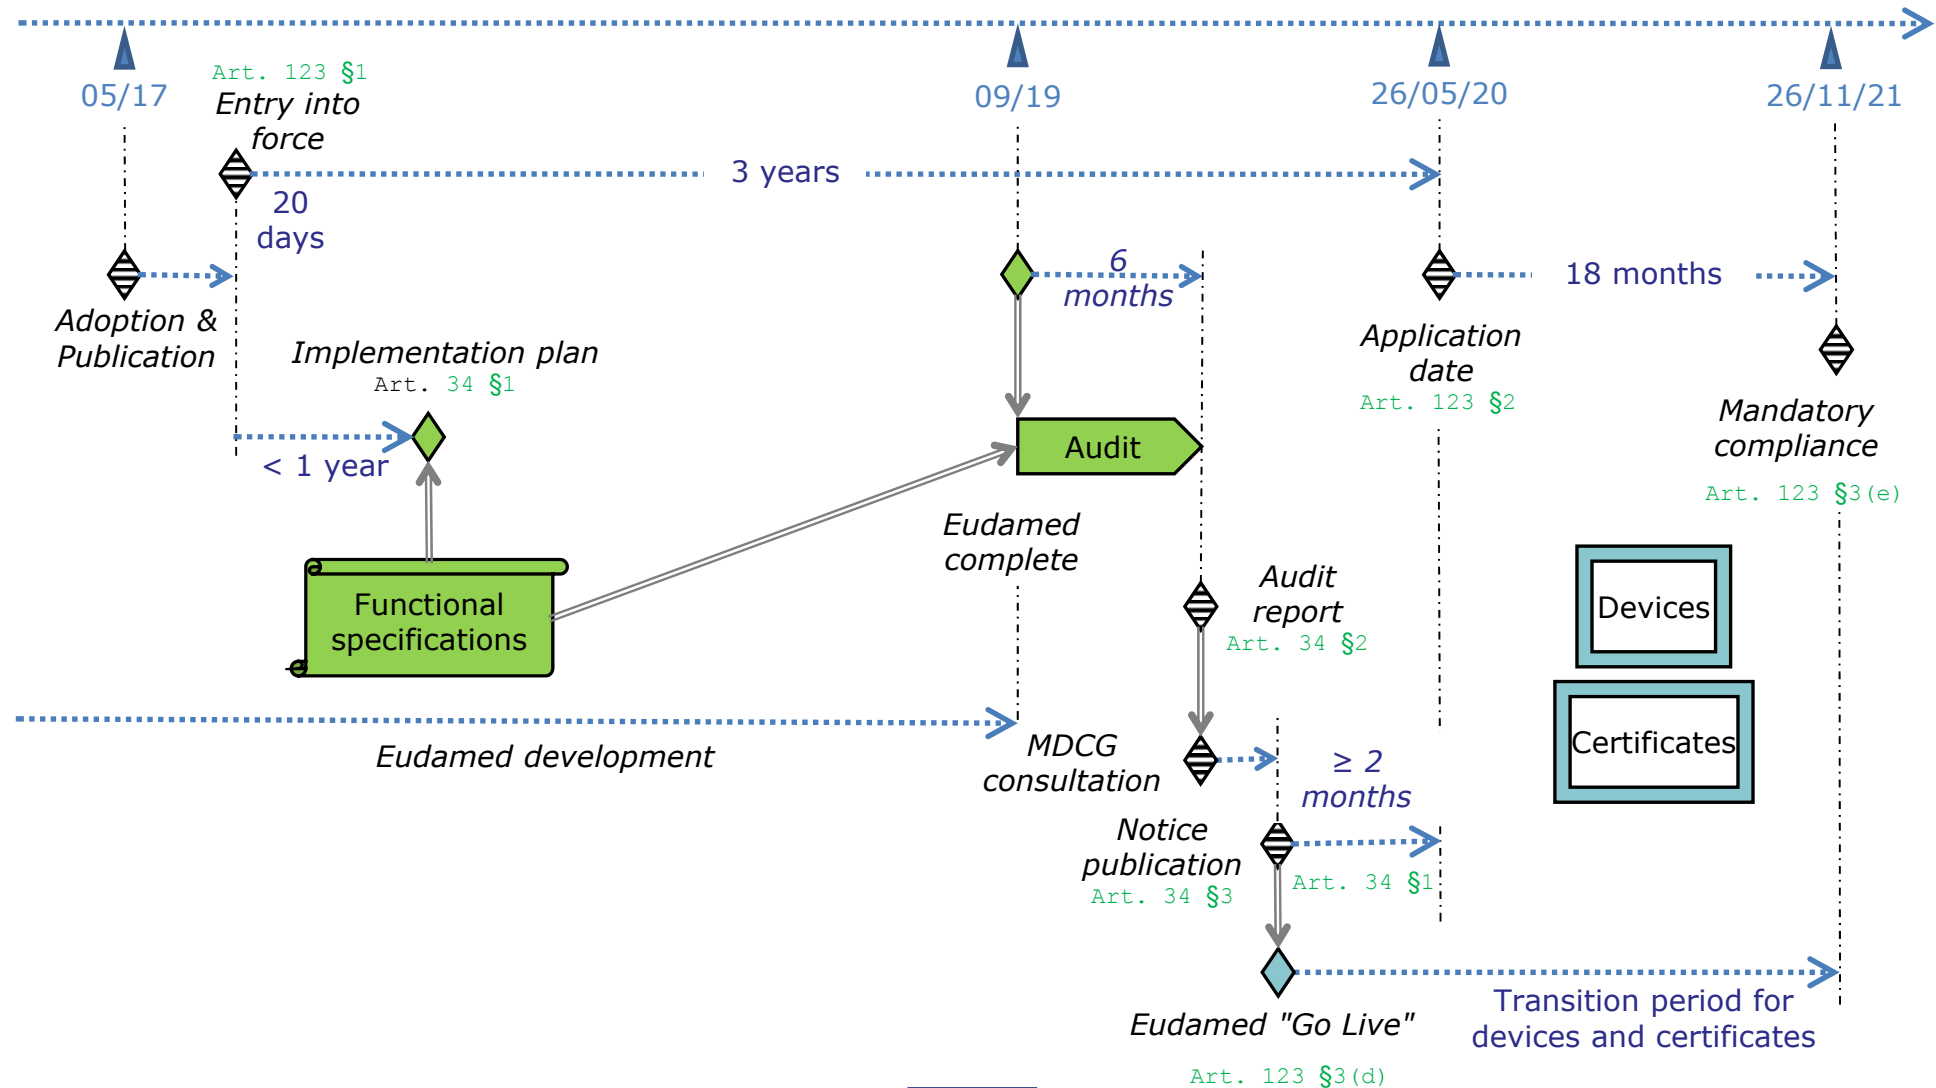 05/17
09/19
26/05/20
26/11/21
Art. 123 §1
Entry into
force
3 years
20
days
6
months
18 months
Adoption &
Publication
Implementation plan
Art. 34 §1
< 1 year
Application
date
Art. 123 §2
Mandatory
compliance
Art. 123 §3(e)
Audit
Eudamed
complete
Functional
specifications
Audit
report
Art. 34 §2
Devices
Certificates
Eudamed development
MDCG
consultation
≥ 2
months
Notice
publication
Art. 34 §3
Art. 34 §1
Eudamed "Go Live"
Art. 123 §3(d)
Transition period for
devices and certificates